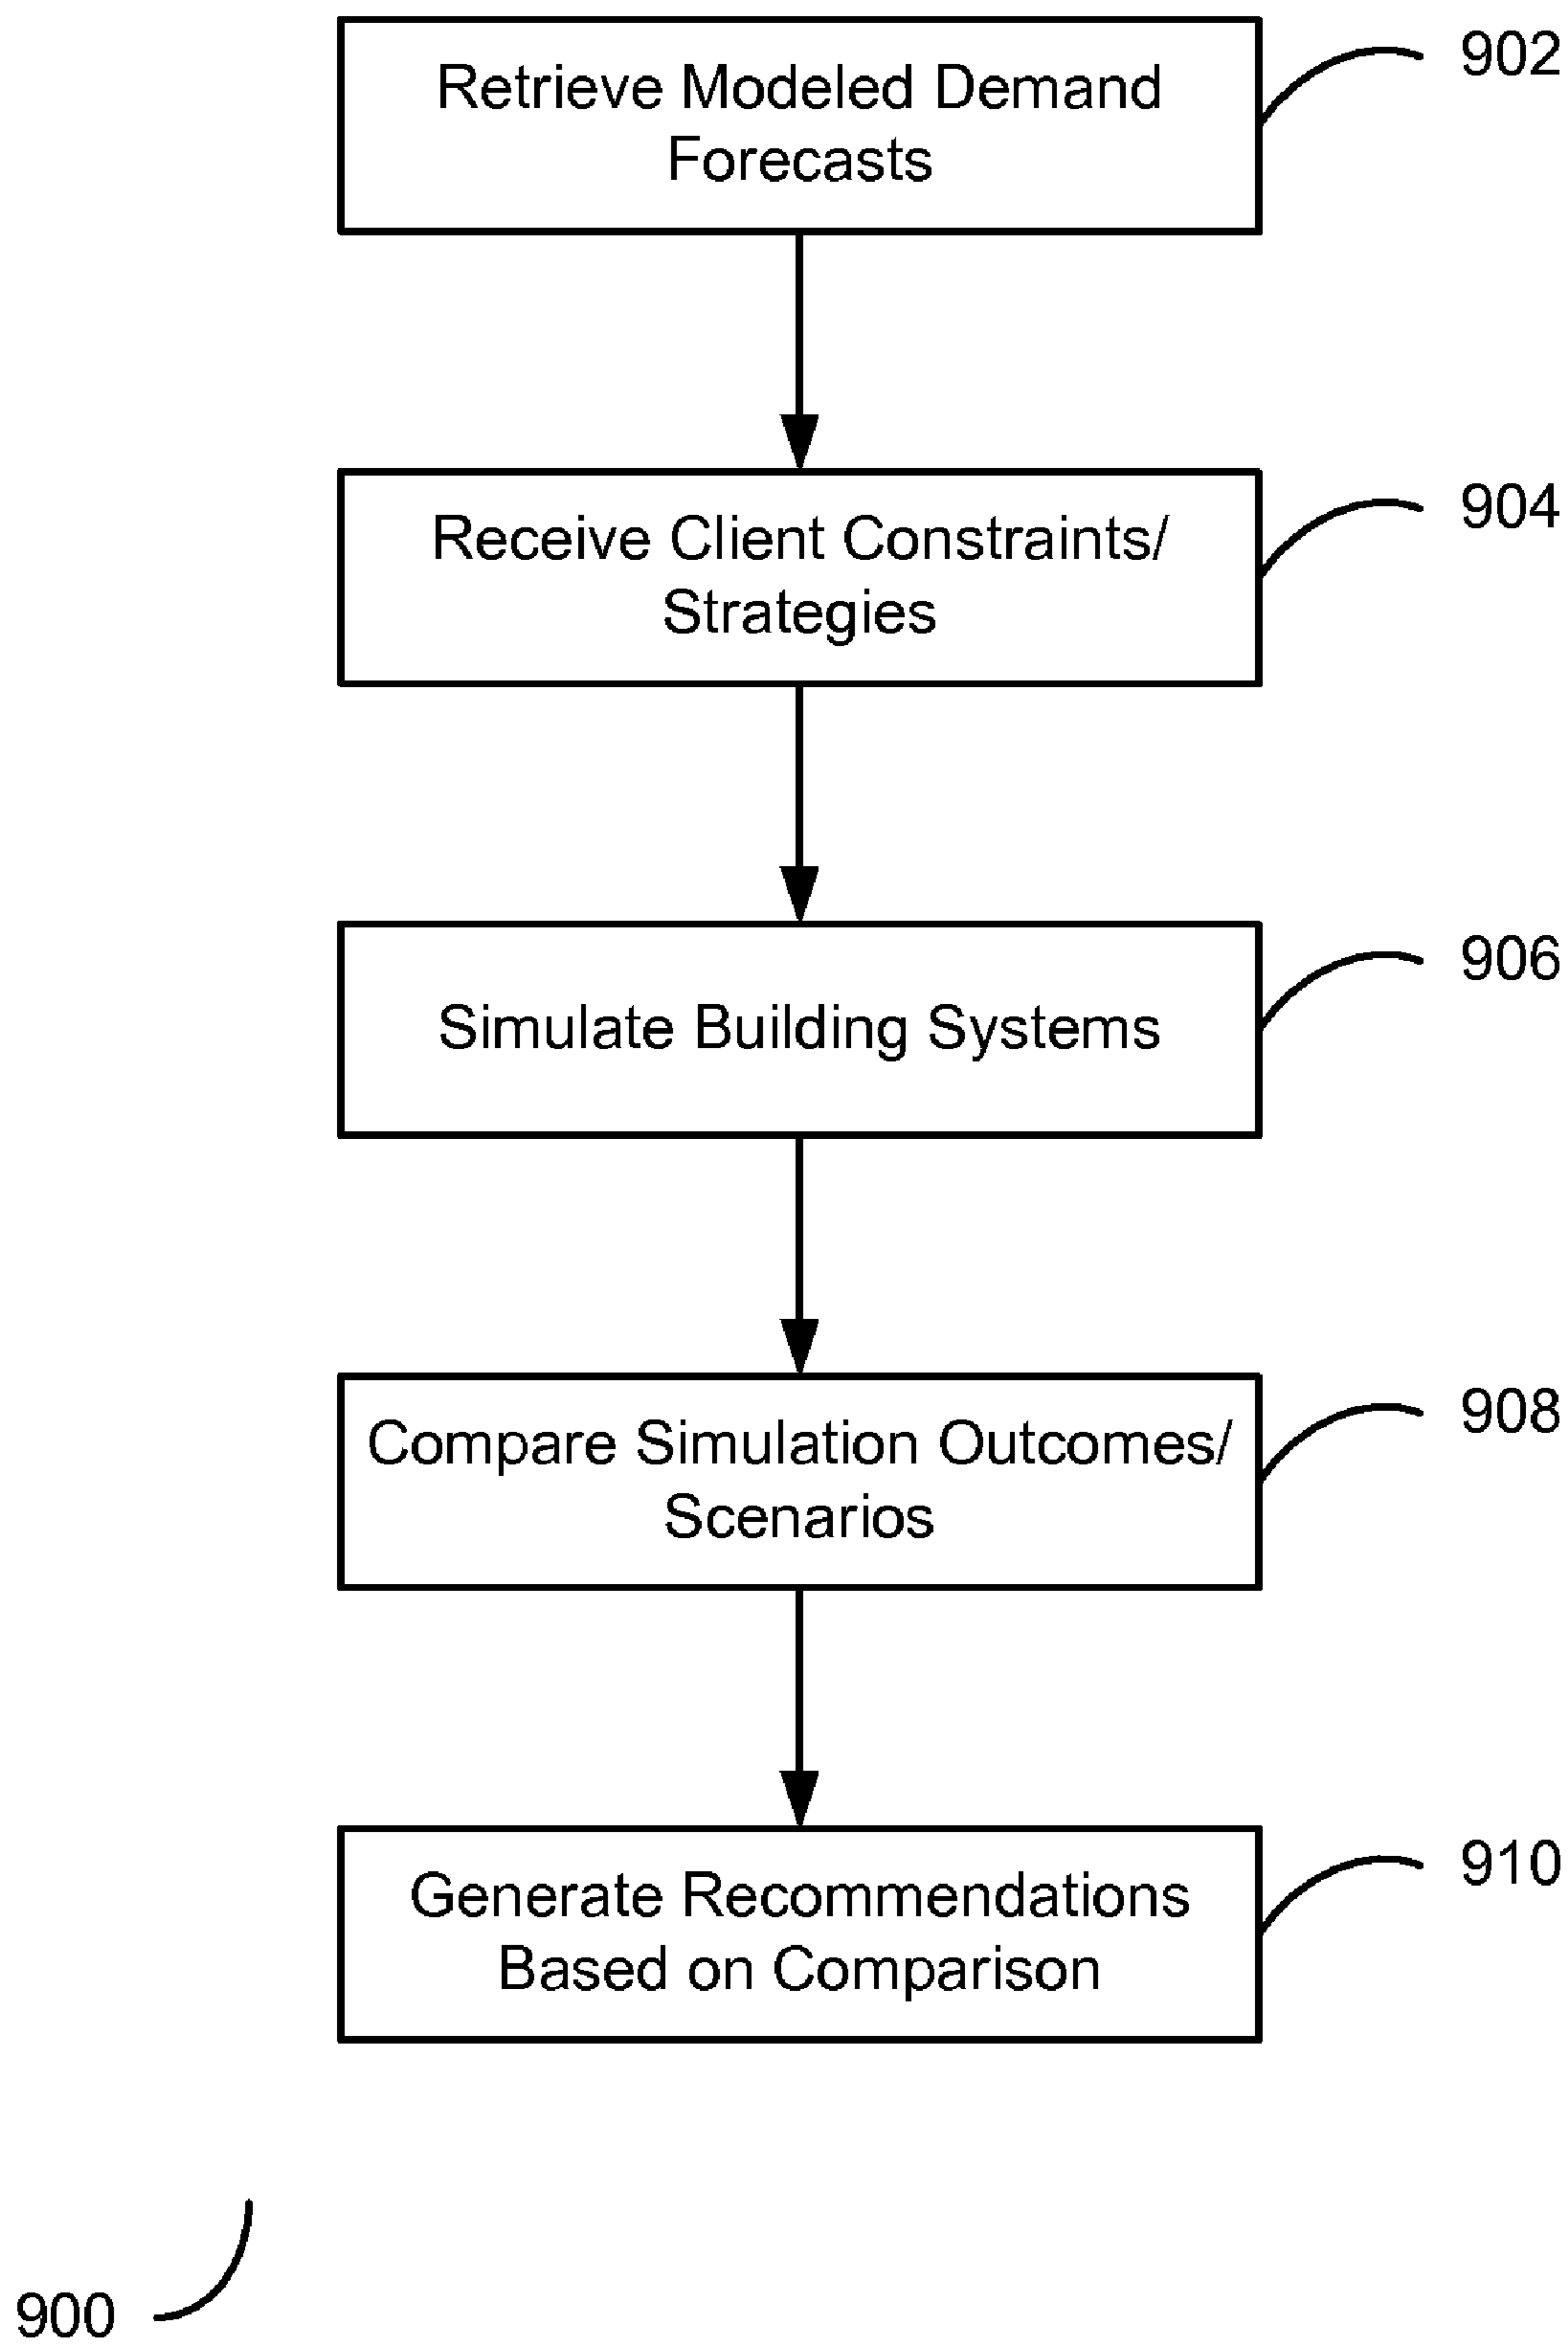 Retrieve Modeled Demand
Forecasts
902
Receive Client Constraints/
Strategies
904
Simulate Building Systems
906
Compare Simulation Outcomes/
Scenarios
908
Generate Recommendations
Based on Comparison
910
900